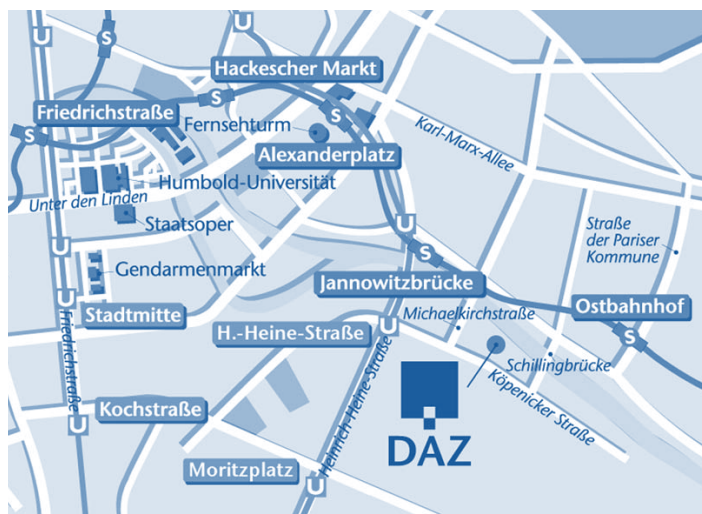 U
U
S
Hackescher Markt
S
Friedrichstraße
S
Fernsehturm
S
Karl-Marx-Allee
Alexanderplatz
Humbold-Universität
Unter den Linden
Staatsoper
U
U
S
Straße
der Pariser
Kommune
Gendarmenmarkt
Jannowitzbrücke
U
Stadtmitte
Michaelkirchstraße
Ostbahnhof
H.-Heine-Straße
U
S
Friedrichstraße
Schillingbrücke
Heinrich-Heine-Straße
Köpenicker Straße
Kochstraße
U
DAZ
Moritzplatz
U